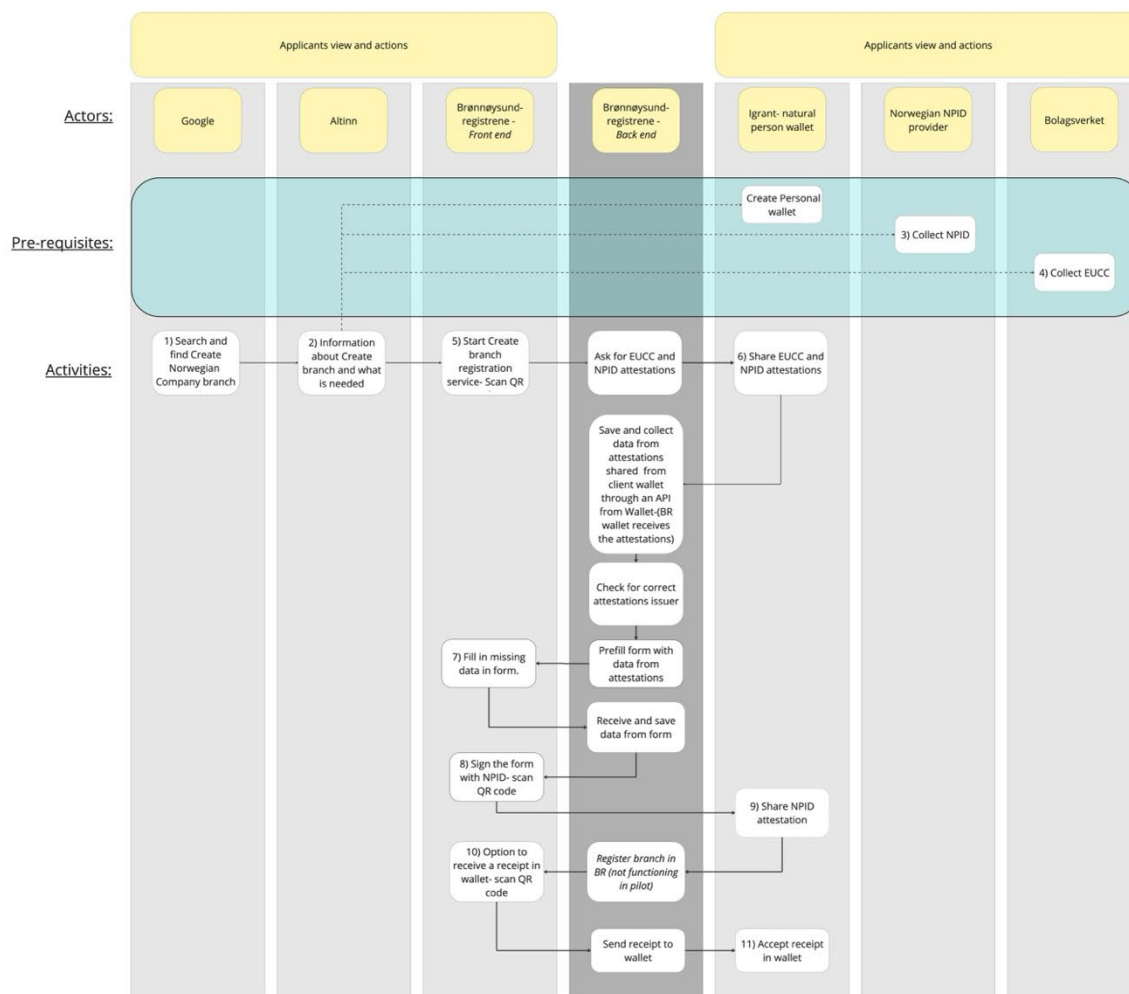 Applicants view and actions
Applicants view and actions
Actors:
Google
Altinn
Brønnøysund-
registrene -
Front end
Brønnøysund-
registrene -
Back end
Igrant- natural
person wallet
Norwegian NPID
provider
Bolagsverket
Pre-requisites:
Create Personal
wallet
3) Collect NPID
4) Collect EUCC
Activities:
1) Search and
find Create
Norwegian
Company branch
2) Information
about Create
branch and what
is needed
5) Start Create
branch
registration
service- Scan QR
Ask for EUCC and
NPID attestations
6) Share EUCC and
NPID attestations
Save and collect
data from
attestations
shared from
client wallet
through an API
from Wallet-(BR
wallet receives
the attestations)
Check for correct
attestations issuer
Prefill form with
data from
attestations
7) Fill in missing
data in form.
Receive and save
data from form
8) Sign the form
with NPID- scan
QR code
9) Share NPID
attestation
Register branch in
BR (not functioning
in pilot)
10) Option to
receive a receipt in
wallet- scan QR
code
Send receipt to
wallet
11) Accept receipt
in wallet